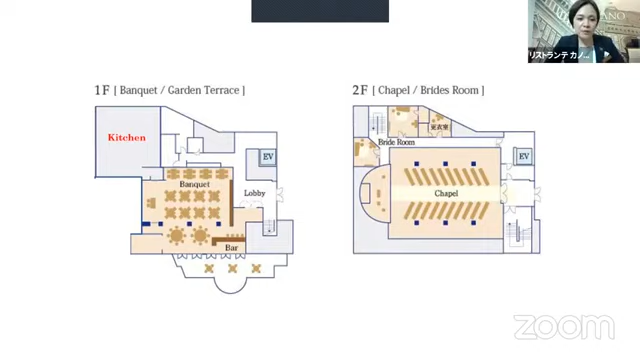 リストランテ カノ...
1F [ Banquet / Garden Terrace ]
2F [ Chapel / Brides Room ]
Kitchen
EV
Banquet
Lobby
Bar
更衣室
Bride Room
EV
Chapel
zoom